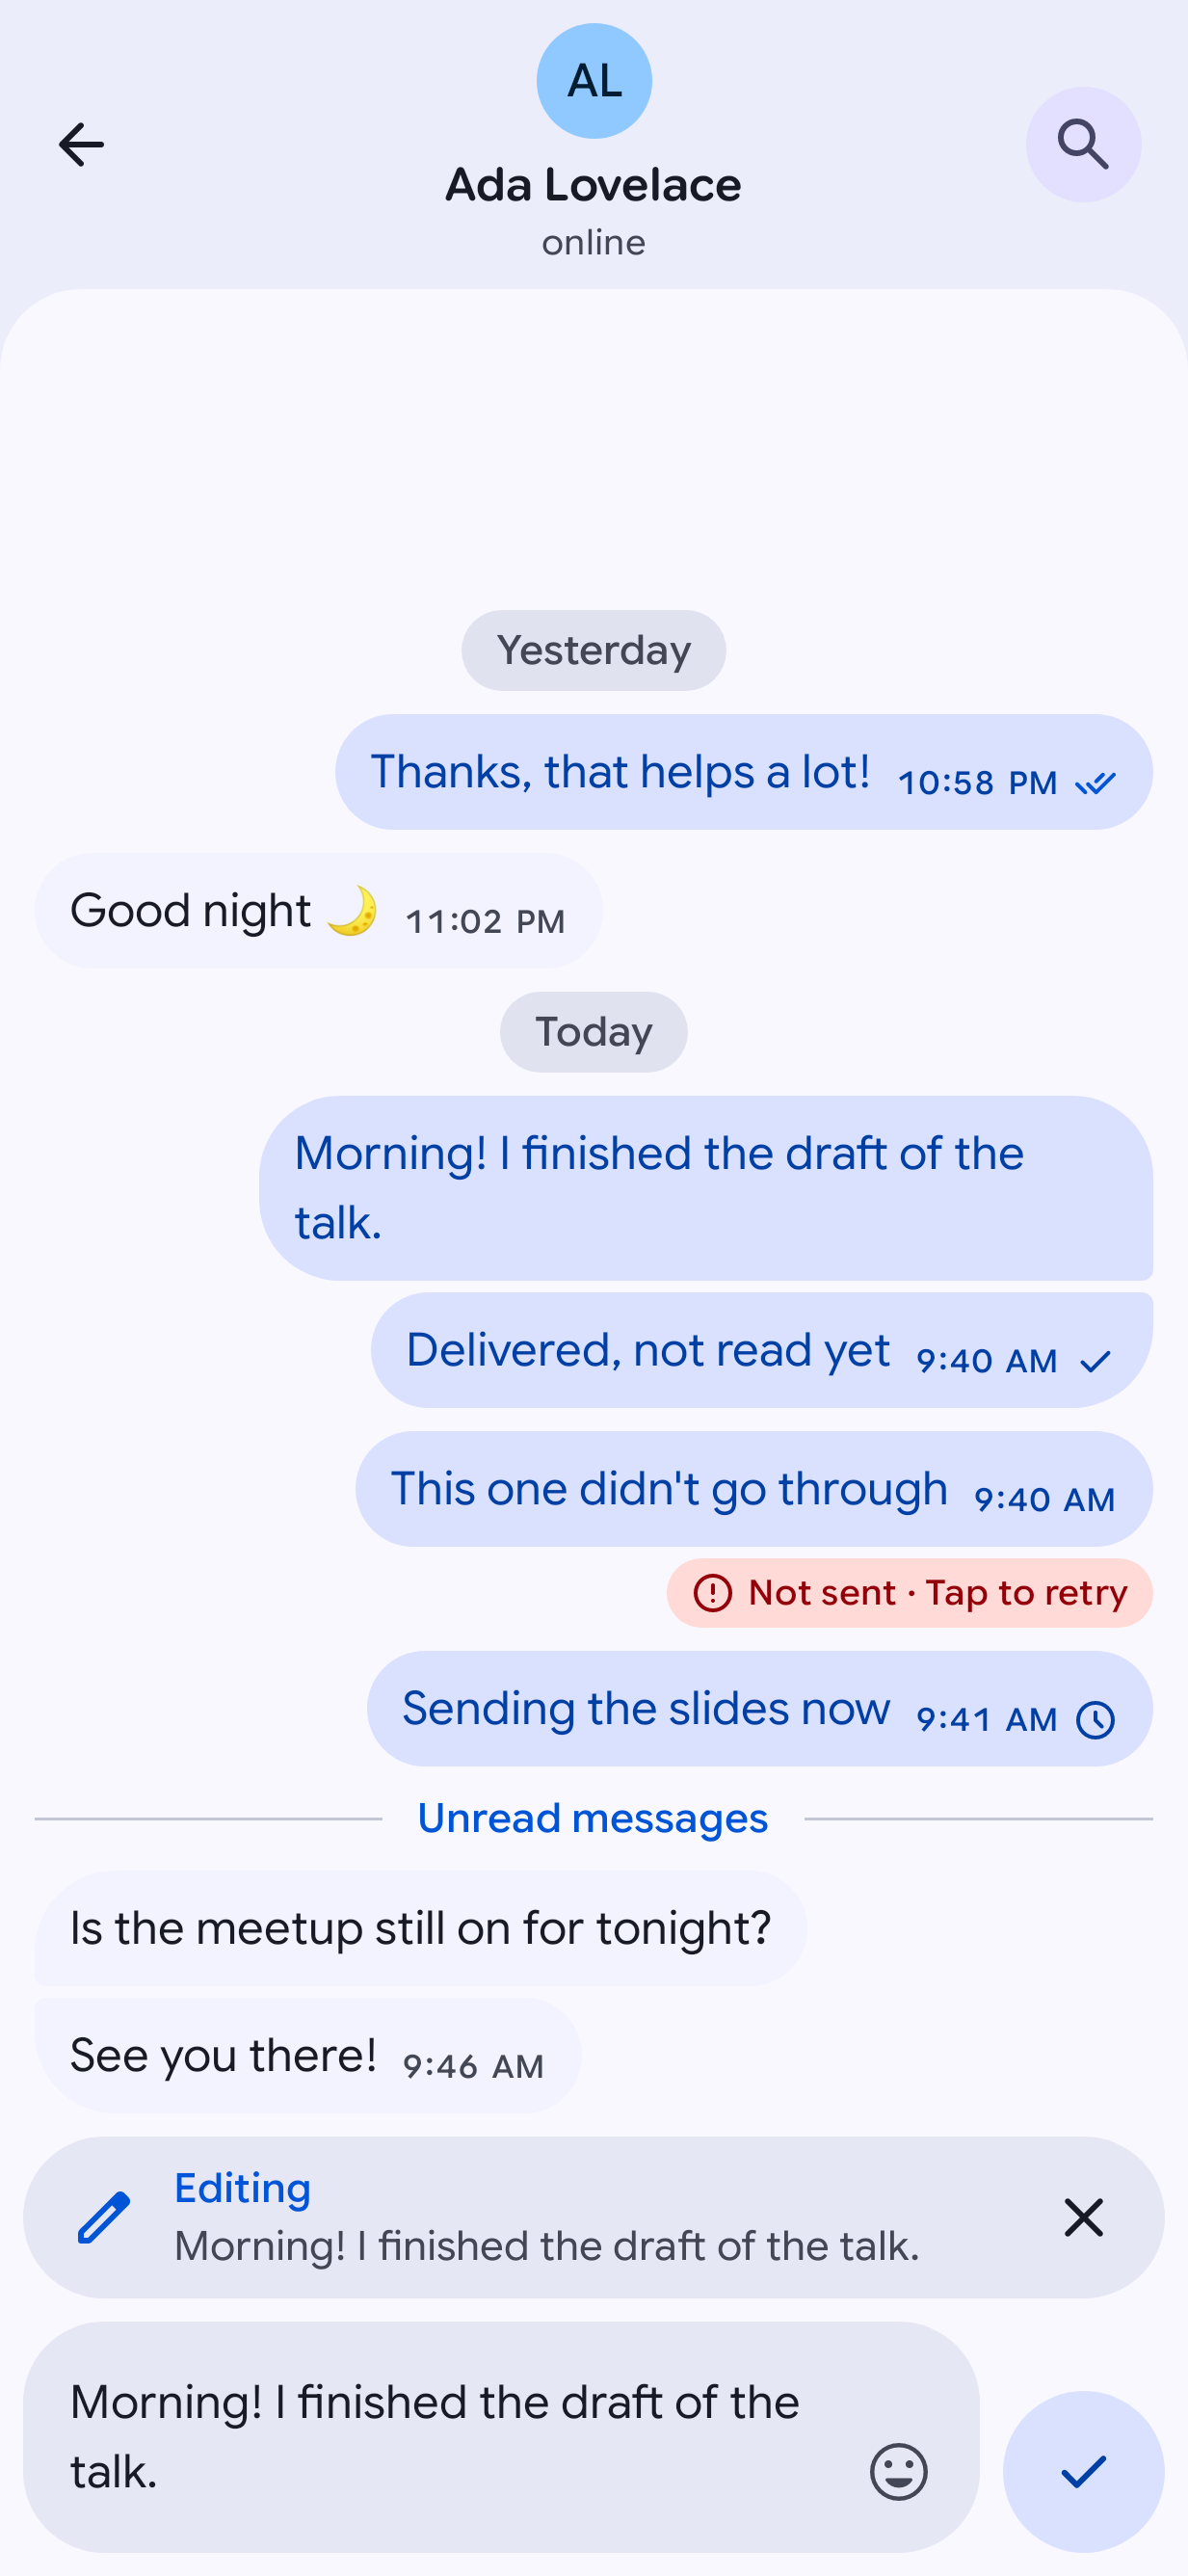 AL
Ada Lovelace
online
Yesterday
Thanks, that helps a lot! 10:58 PM
Good night 🌙 11:02 PM
Today
Morning! I finished the draft of the
talk.
Delivered, not read yet 9:40 AM
This one didn't go through 9:40 AM
Not sent · Tap to retry
Sending the slides now 9:41 AM
Unread messages
Is the meetup still on for tonight?
See you there! 9:46 AM
Editing
Morning! I finished the draft of the talk.
Morning! I finished the draft of the
talk.